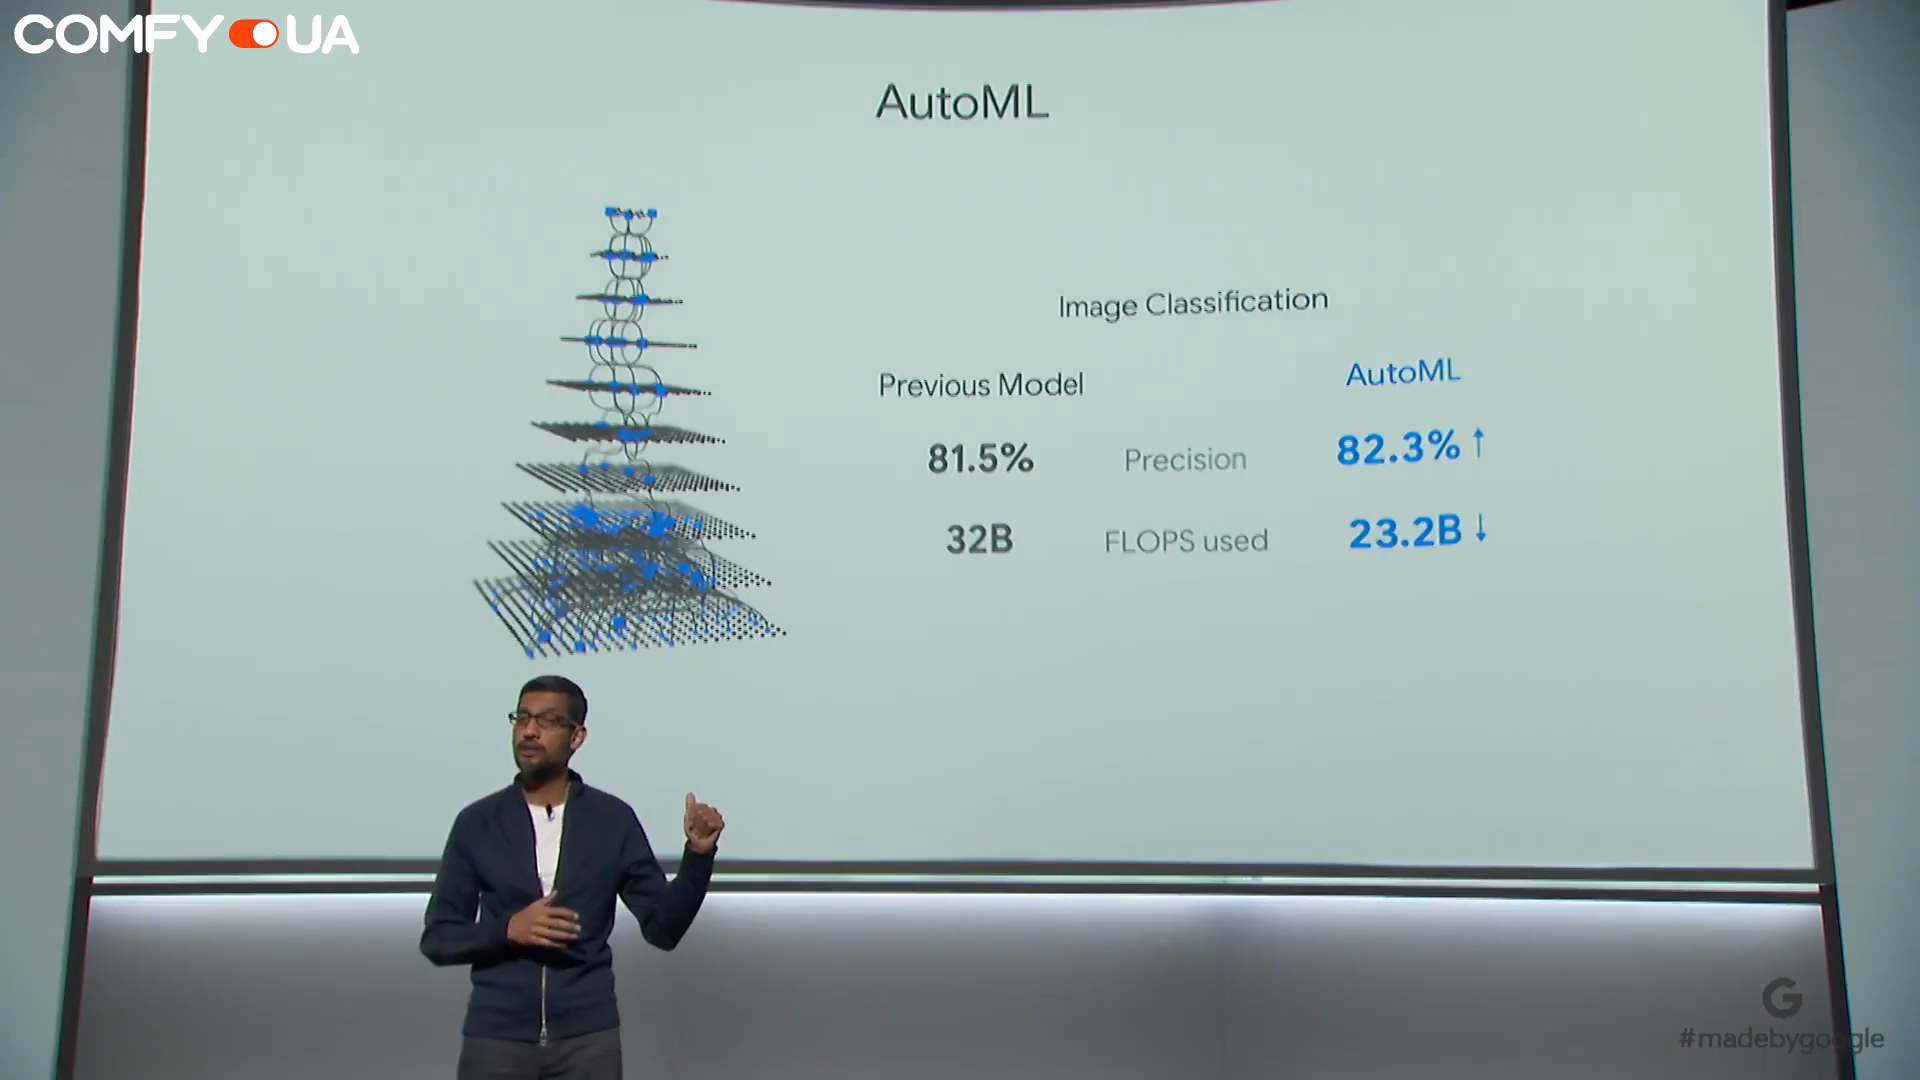 COMFY UA
AutoML
Image Classification
Previous Model
AutoML
81.5%
Precision
82.3% ↑
32B
FLOPS used
23.2B ↓
G
#madebygoogle